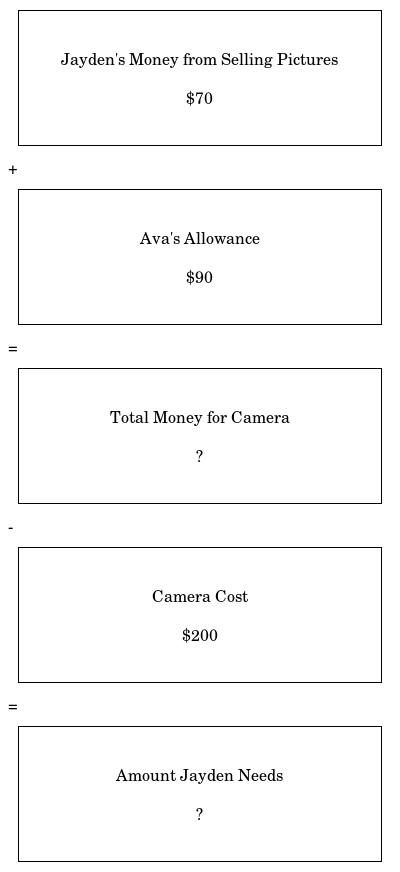 Jayden's Money from Selling Pictures
$70
+
Ava's Allowance
$90
=
Total Money for Camera
?
-
Camera Cost
$200
=
Amount Jayden Needs
?